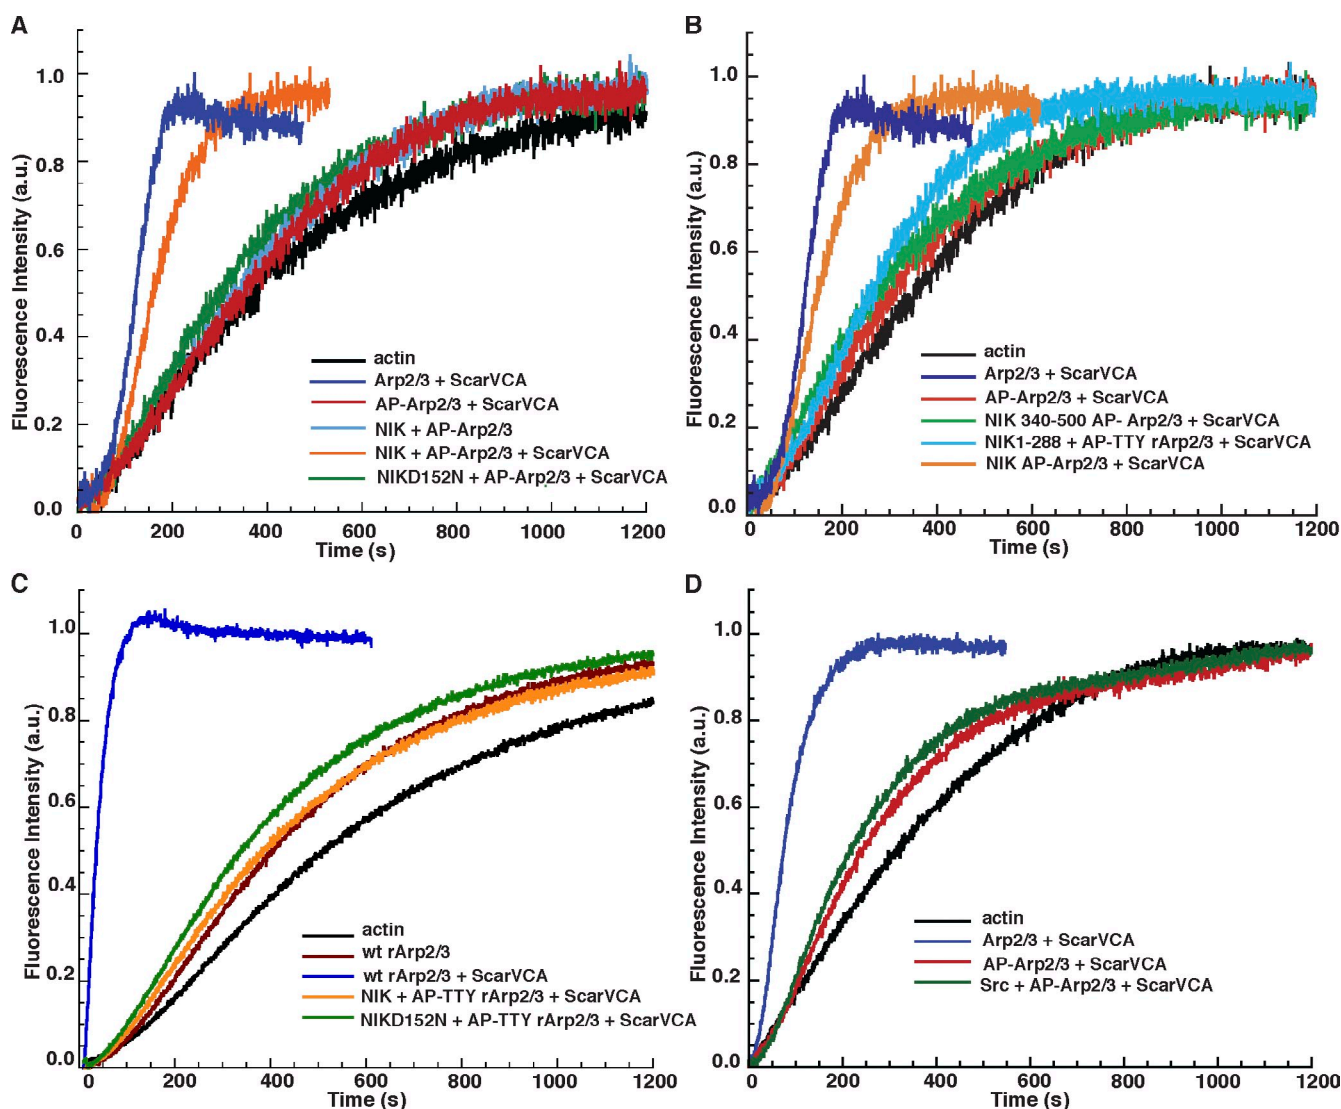 A
Fluorescence Intensity (a.u.)
1.0
0.8
0.6
0.4
0.2
0.0
actin
Arp2/3 + ScarVCA
AP-Arp2/3 + ScarVCA
NIK + AP-Arp2/3
NIK + AP-Arp2/3 + ScarVCA
NIKD152N + AP-Arp2/3 + ScarVCA
0 200 400 600 800 1000 1200
Time (s)
B
Fluorescence Intensity (a.u.)
1.0
0.8
0.6
0.4
0.2
0.0
actin
Arp2/3 + ScarVCA
AP-Arp2/3 + ScarVCA
NIK 340-500 AP- Arp2/3 + ScarVCA
NIK1-288 + AP-TTY rArp2/3 + ScarVCA
NIK AP-Arp2/3 + ScarVCA
0 200 400 600 800 1000 1200
Time (s)
C
Fluorescence Intensity (a.u.)
1.0
0.8
0.6
0.4
0.2
0.0
actin
wt rArp2/3
wt rArp2/3 + ScarVCA
NIK + AP-TTY rArp2/3 + ScarVCA
NIKD152N + AP-TTY rArp2/3 + ScarVCA
0 200 400 600 800 1000 1200
Time (s)
D
Fluorescence Intensity (a.u.)
1.0
0.8
0.6
0.4
0.2
0.0
actin
Arp2/3 + ScarVCA
AP-Arp2/3 + ScarVCA
Src + AP-Arp2/3 + ScarVCA
0 200 400 600 800 1000 1200
Time (s)